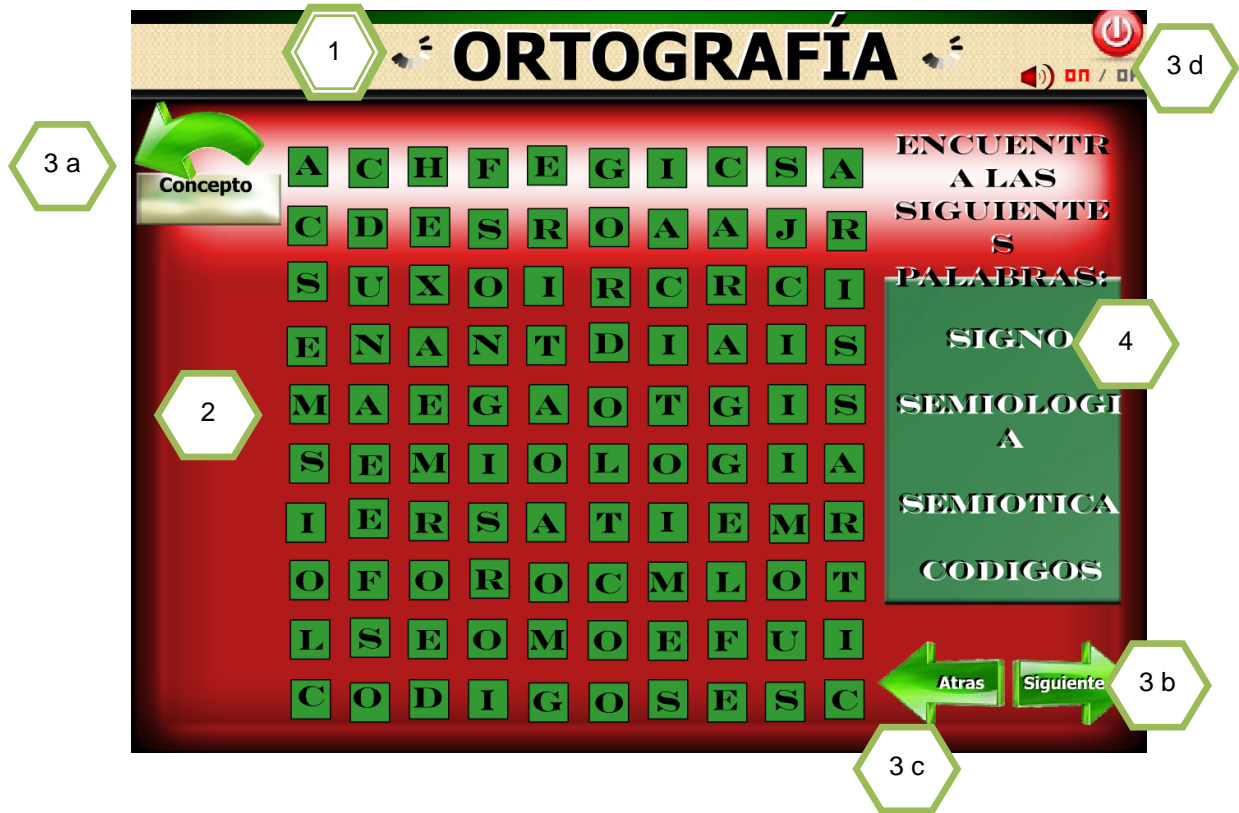 1
ORTOGRAFÍA
3 d
on / 
3 a
Concepto
A C H F E G I C S A
C D E S R O A A J R
S U X O I R C R C I
E N A N T D I A I S
M A E G A O T G I S
S E M I O L O G I A
I E R S A T I E M R
O F O R O C M L O T
L S E O M O E F U I
C O D I G O S E S C
2
ENCUENTR
A LAS
SIGUIENTE
S
PALABRAS:
SIGNO
4
SEMIOLOGI
A
SEMIOTICA
CODIGOS
Atras
Siguiente
3 b
3 c